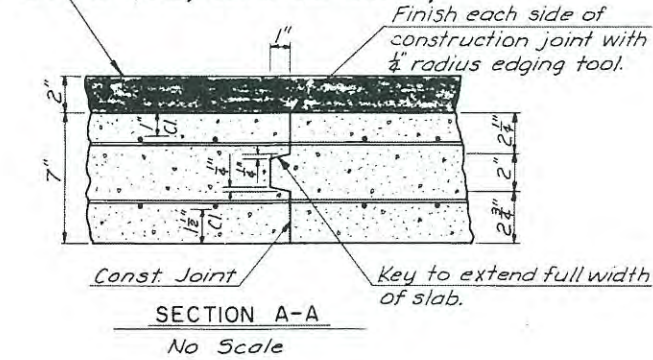 Finish each side of
construction joint with
¼" radius edging tool.
1"
2"
1"
Cl.
7"
¼"
¼"
1½"
Cl.
2¼"
2"
2¾"
Const. Joint
Key to extend full width
of slab.
SECTION A-A
No Scale